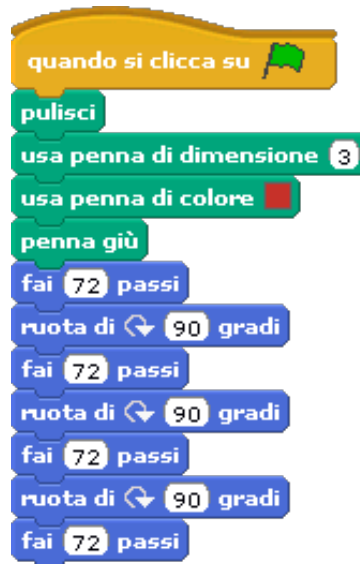 quando si clicca su
pulisci
usa penna di dimensione 3
usa penna di colore
penna giù
fai 72 passi
ruota di 90 gradi
fai 72 passi
ruota di 90 gradi
fai 72 passi
ruota di 90 gradi
fai 72 passi